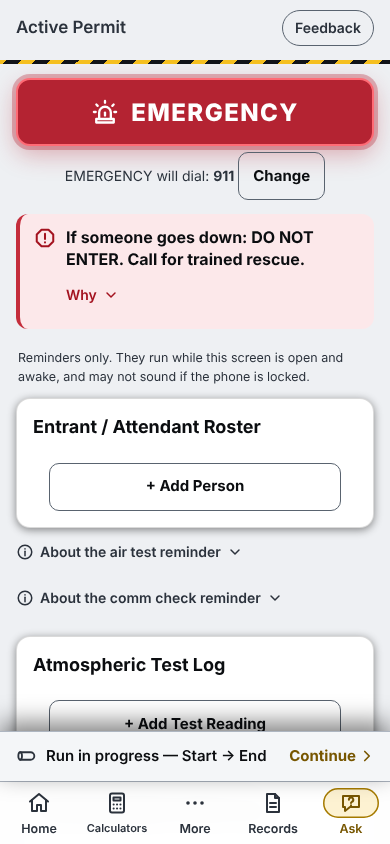 Active Permit
Feedback
EMERGENCY
EMERGENCY will dial: 911
Change
If someone goes down: DO NOT
ENTER. Call for trained rescue.
Why
Reminders only. They run while this screen is open and
awake, and may not sound if the phone is locked.
Entrant / Attendant Roster
+ Add Person
About the air test reminder
About the comm check reminder
Atmospheric Test Log
+ Add Test Reading
Run in progress — Start → End
Continue
Home
Calculators
More
Records
Ask